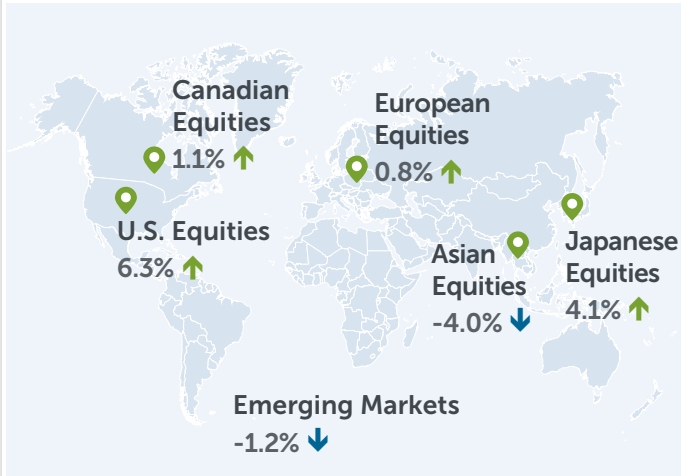 Canadian
Equities
1.1%
European
Equities
0.8%
U.S. Equities
6.3%
Asian
Equities
-4.0%
Japanese
Equities
4.1%
Emerging Markets
-1.2%